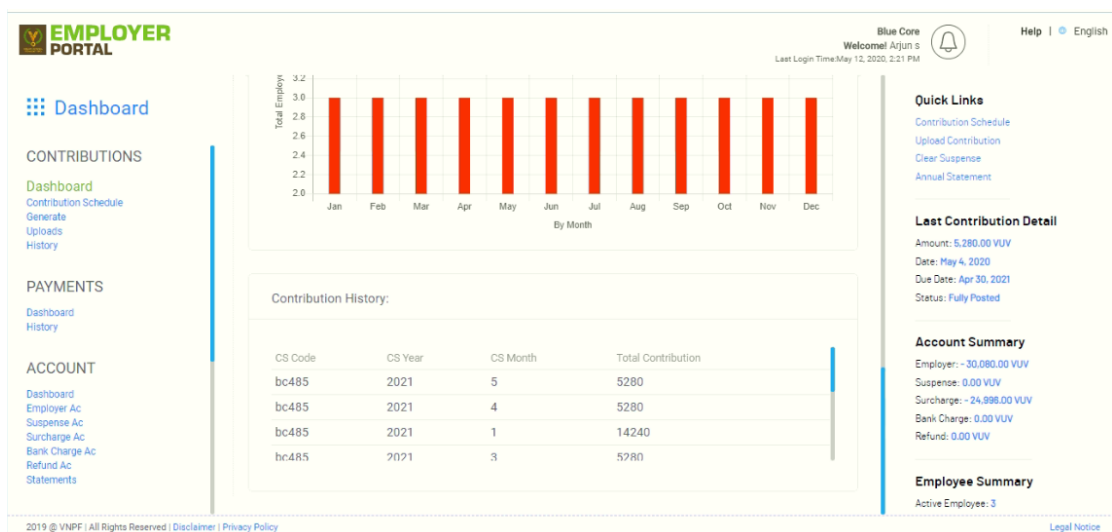 EMPLOYER
PORTAL
Blue Core
Welcome! Arjun s
Last Login Time:May 12, 2020, 2:21 PM
Help | English
Dashboard
CONTRIBUTIONS
Dashboard
Contribution Schedule
Generate
Uploads
History
PAYMENTS
Dashboard
History
ACCOUNT
Dashboard
Employer Ac
Suspense Ac
Surcharge Ac
Bank Charge Ac
Refund Ac
Statements
Total Employ
3.2
3.0
2.8
2.6
2.4
2.2
2.0
Jan Feb Mar Apr May Jun Jul Aug Sep Oct Nov Dec
By Month
Contribution History:
CS Code CS Year CS Month Total Contribution
bc485 2021 5 5280
bc485 2021 4 5280
bc485 2021 1 14240
bc485 2021 3 5280
Quick Links
Contribution Schedule
Upload Contribution
Clear Suspense
Annual Statement
Last Contribution Detail
Amount: 5,280.00 VUV
Date: May 4, 2020
Due Date: Apr 30, 2021
Status: Fully Posted
Account Summary
Employer: - 30,080.00 VUV
Suspense: 0.00 VUV
Surcharge: - 24,996.00 VUV
Bank Charge: 0.00 VUV
Refund: 0.00 VUV
Employee Summary
Active Employee: 3
2019 @ VNPF | All Rights Reserved | Disclaimer | Privacy Policy
Legal Notice